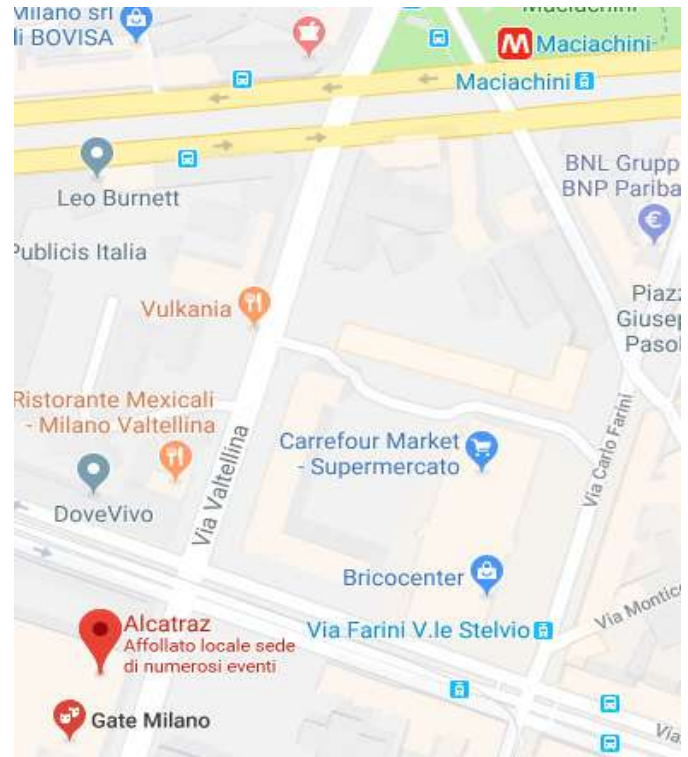 Milano srl
di BOVISA
Maciachini
M Maciachini
Maciachini
Leo Burnett
BNL Grupp
BNP Pariba
Publicis Italia
Vulkania
Piazz
Giusep
Pasol
Ristorante Mexicali
- Milano Valtellina
Carrefour Market
- Supermercato
Via Carlo Farini
Via Valtellina
DoveVivo
Bricocenter
Via Montic
Alcatraz
Affollato locale sede
di numerosi eventi
Via Farini V.le Stelvio
Gate Milano
Via